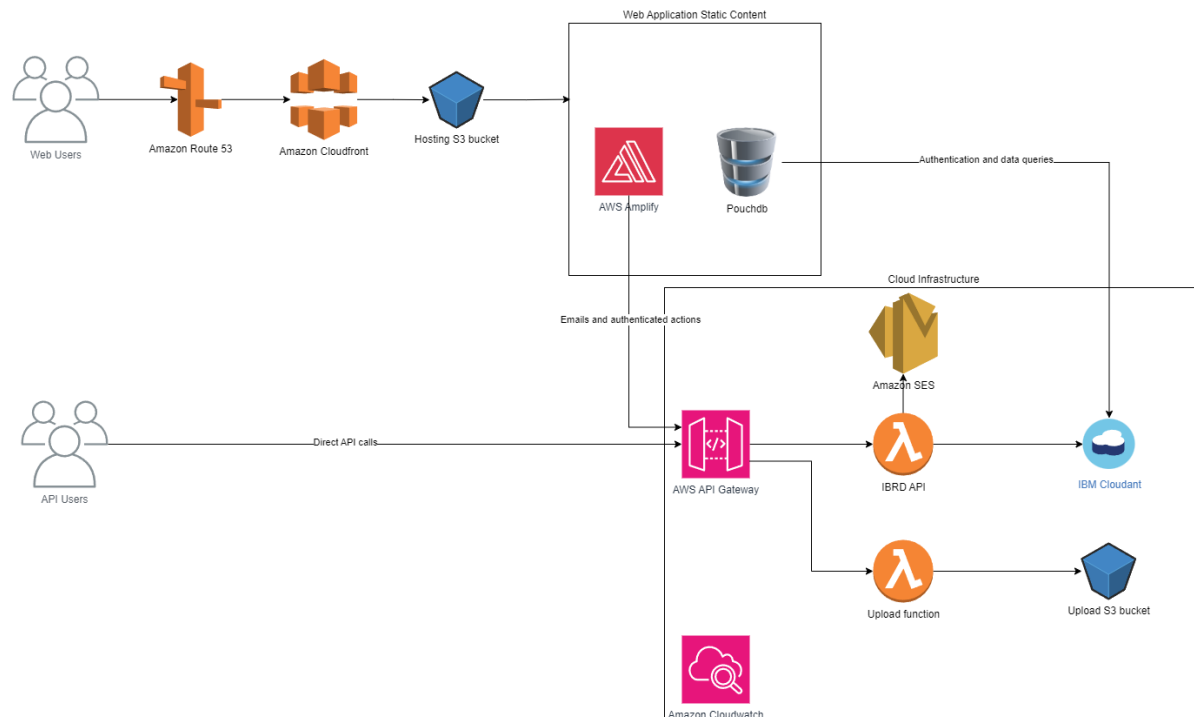 Web Application Static Content
Web Users
Amazon Route 53
Amazon Cloudfront
Hosting S3 bucket
AWS Amplify
Pouchdb
Authentication and data queries
Cloud Infrastructure
Emails and authenticated actions
Amazon SES
API Users
Direct API calls
</>
AWS API Gateway
IBRD API
IBM Cloudant
Upload function
Upload S3 bucket
Amazon Cloudwatch